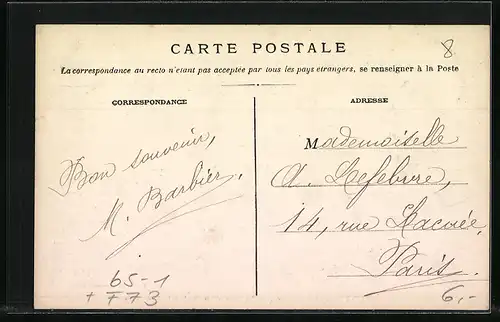 CARTE POSTALE
8
La correspondance au recto n'étant pas acceptée par tous les pays étrangers, se renseigner à la Poste
CORRESPONDANCE
Bon souvenir,
M. Barbier.
ADRESSE
Mademoiselle
A. Lefebvre,
14, rue Lacuée,
Paris.
65-1
+ F73
6,-